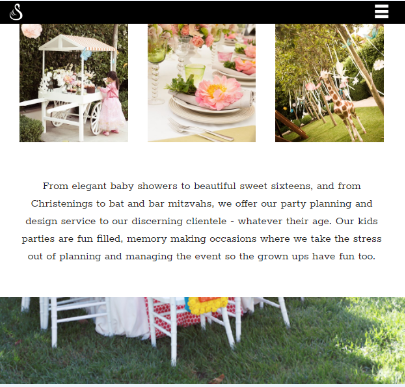 From elegant baby showers to beautiful sweet sixteens, and from
Christenings to bat and bar mitzvahs, we offer our party planning and
design service to our discerning clientele - whatever their age. Our kids
parties are fun filled, memory making occasions where we take the stress
out of planning and managing the event so the grown ups have fun too.